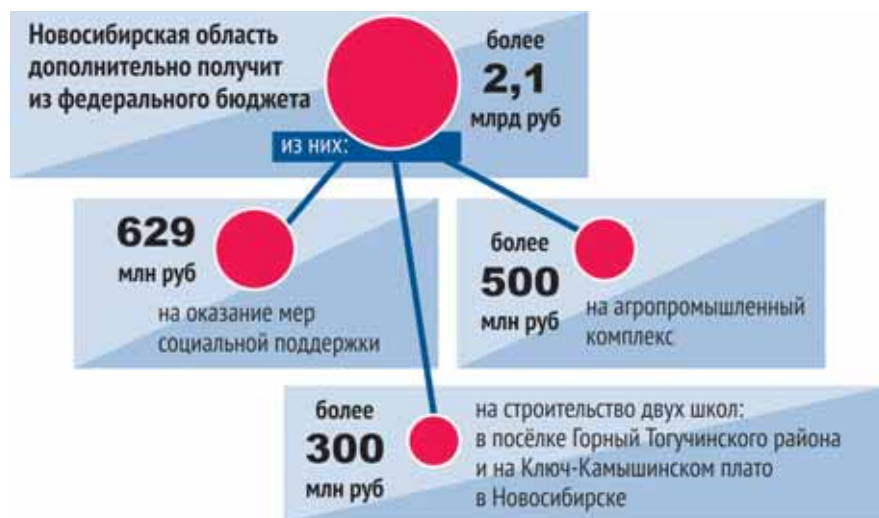 Новосибирская область
дополнительно получит
из федерального бюджета
более
2,1
млрд руб
из них:
629
млн руб
на оказание мер
социальной поддержки
более
500
млн руб
на агропромышленный
комплекс
более
300
млн руб
на строительство двух школ:
в посёлке Горный Тогучинского района
и на Ключ-Камышинском плато
в Новосибирске